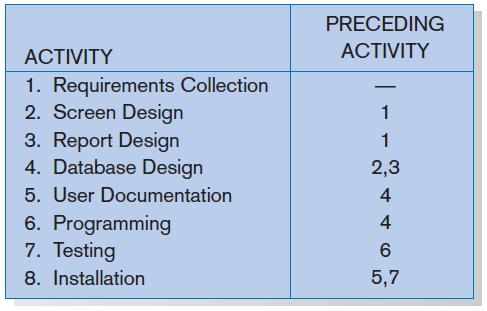 ACTIVITY PRECEDING
ACTIVITY
1. Requirements Collection —
2. Screen Design 1
3. Report Design 1
4. Database Design 2,3
5. User Documentation 4
6. Programming 4
7. Testing 6
8. Installation 5,7